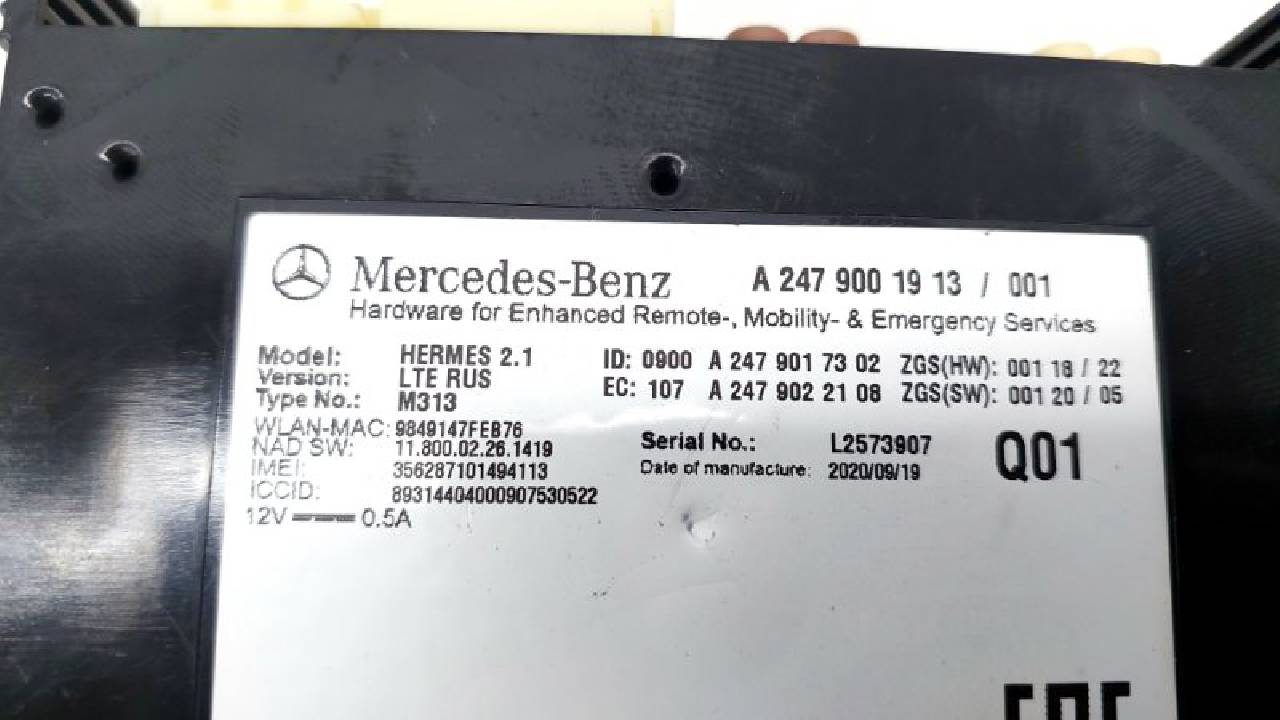 Mercedes-Benz A 247 900 19 13 / 001
Hardware for Enhanced Remote-, Mobility- & Emergency Services
Model: HERMES 2.1 ID: 0900 A 247 901 73 02 ZGS(HW): 001 18 / 22
Version: LTE RUS EC: 107 A 247 902 21 08 ZGS(SW): 001 20 / 05
Type No.: M313
WLAN-MAC: 9849147FEB76
NAD SW: 11.800.02.26.1419 Serial No.: L2573907 Q01
IMEI: 356287101494113 Date of manufacture: 2020/09/19
ICCID: 89314404000907530522
12V 0.5A